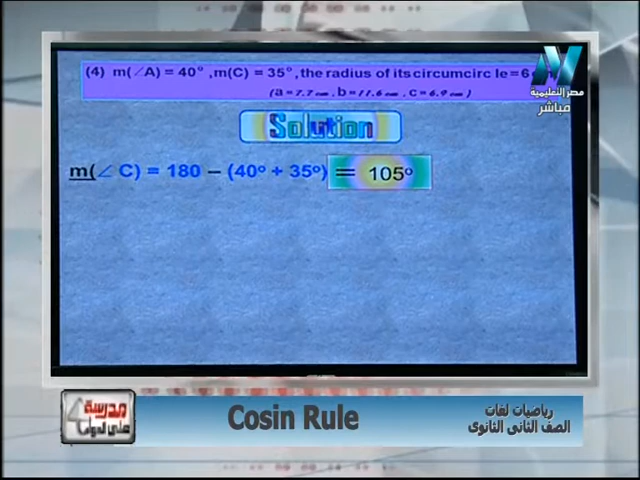 (4) m(∠A) = 40°, m(C) = 35°, the radius of its circumcirc le = 6
(a = 7.7 cm, b = 11.6 cm, c = 6.9 cm)
مصر التعليمية
مباشر
Solution
m(∠ C) = 180 – (40° + 35°) = 105°
مدرسة
على الهواء
Cosin Rule
رياضيات لغات
الصف الثانى الثانوى